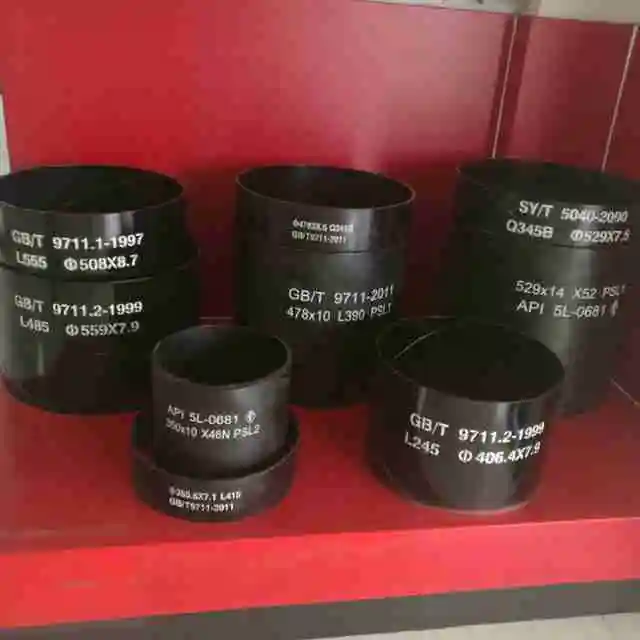 GB/T 9711.1-1997
L555 Φ508X8.7
GB/T 9711.2-1999
L485 Φ559X7.9
GB/T9711-2011
GB/T 9711-2011
478x10 L390 PSL1
SY/T 5040-2000
Q345B Φ529X7.5
529x14 X52 PSL1
API 5L-0681
API 5L-0681
X46N PSL2
L415
GB/T9711-2011
GB/T 9711.2-1999
L245 Φ406.4X7.9